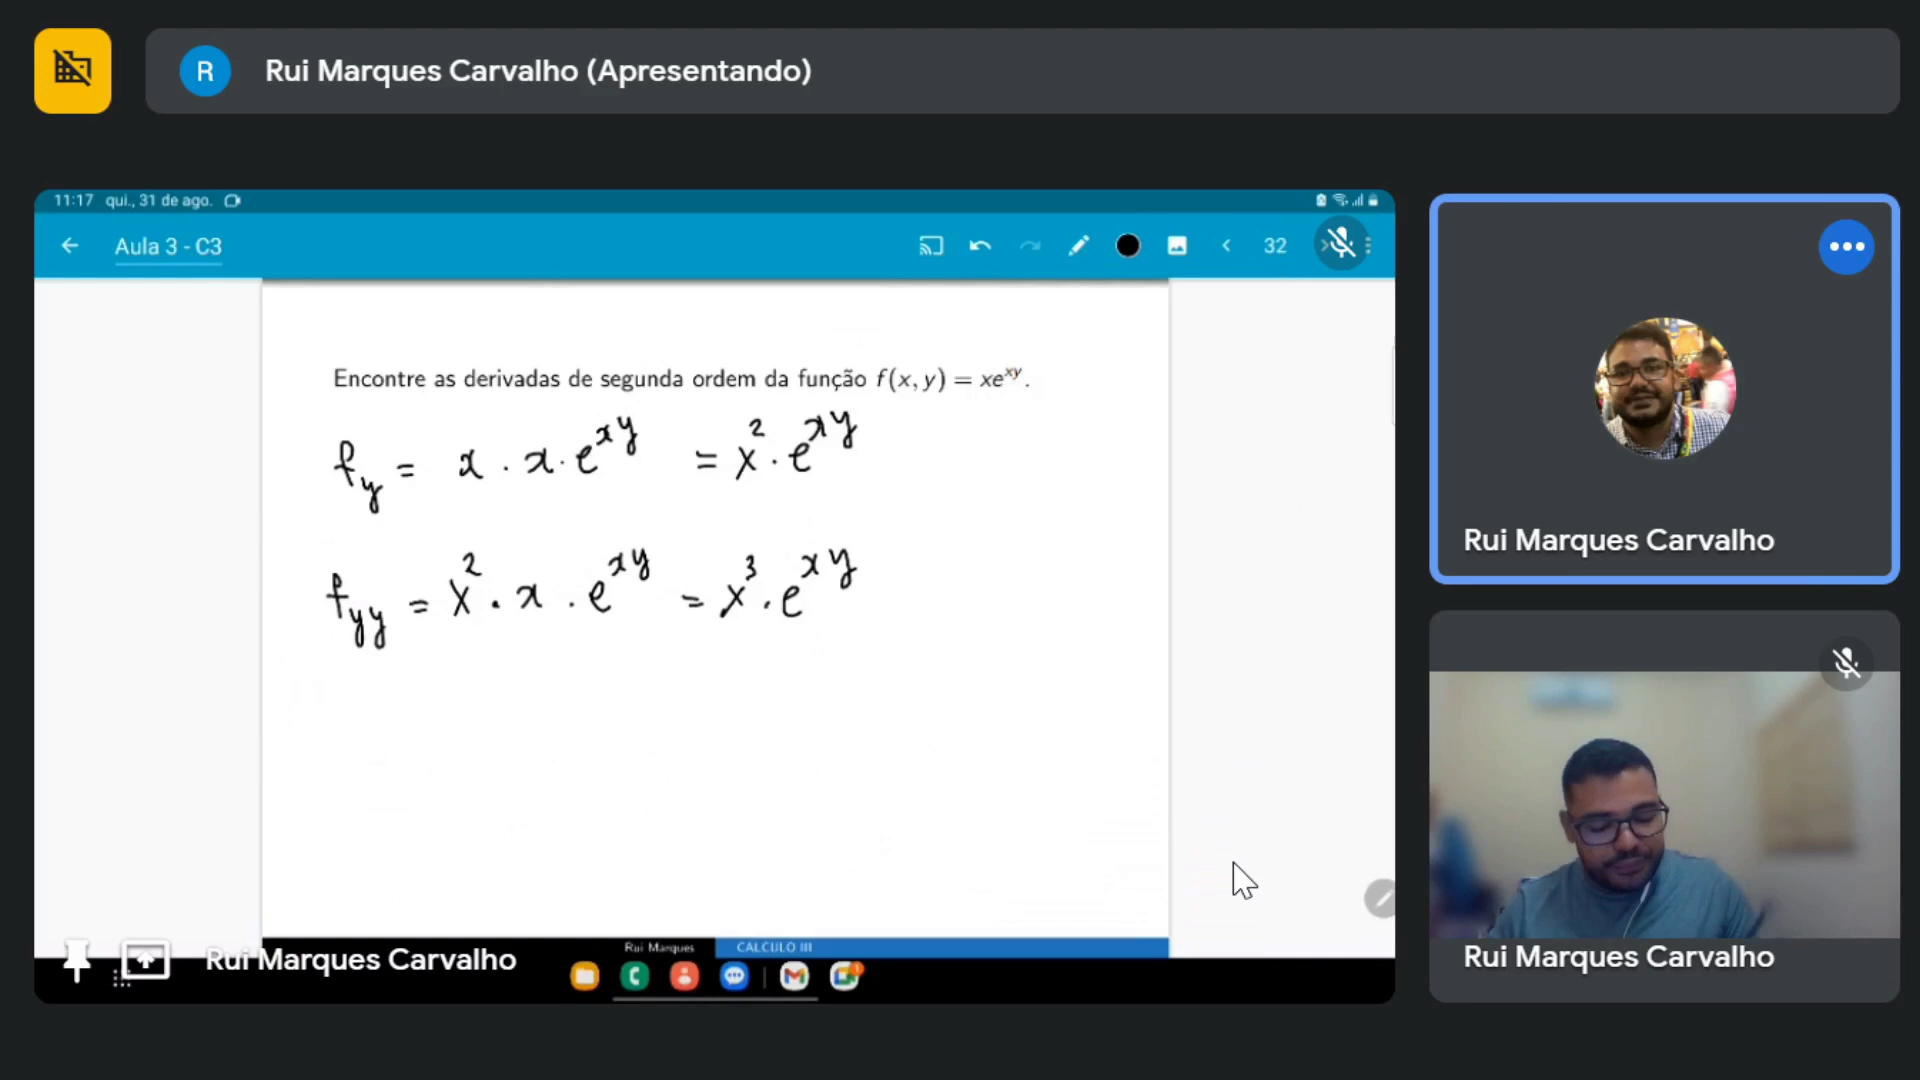 R Rui Marques Carvalho (Apresentando)
11:17 qui., 31 de ago.
Aula 3 - C3
32
Encontre as derivadas de segunda ordem da função f(x, y) = xe^{xy}.
f_y = x · x · e^{xy} = x^2 · e^{xy}
f_{yy} = x^2 · x · e^{xy} = x^3 · e^{xy}
Rui Marques CALCULO III
Rui Marques Carvalho
Rui Marques Carvalho
Rui Marques Carvalho